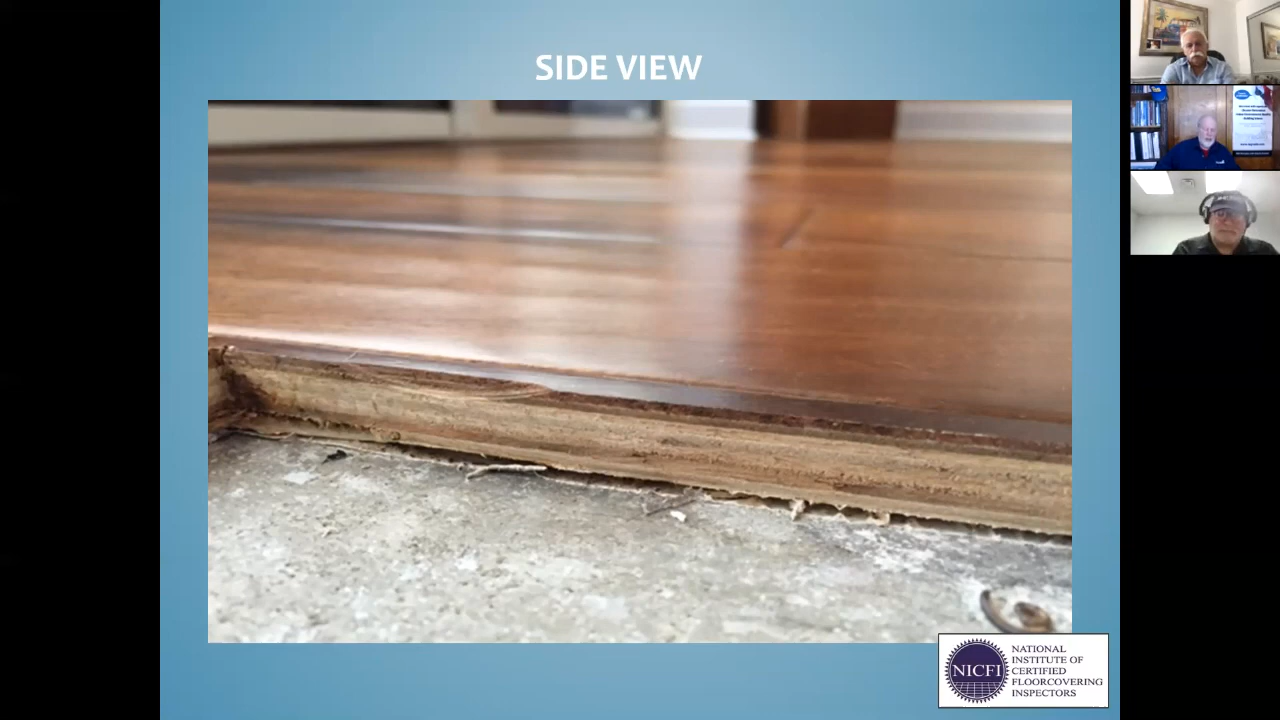 SIDE VIEW
NICFI
NATIONAL
INSTITUTE OF
CERTIFIED
FLOORCOVERING
INSPECTORS